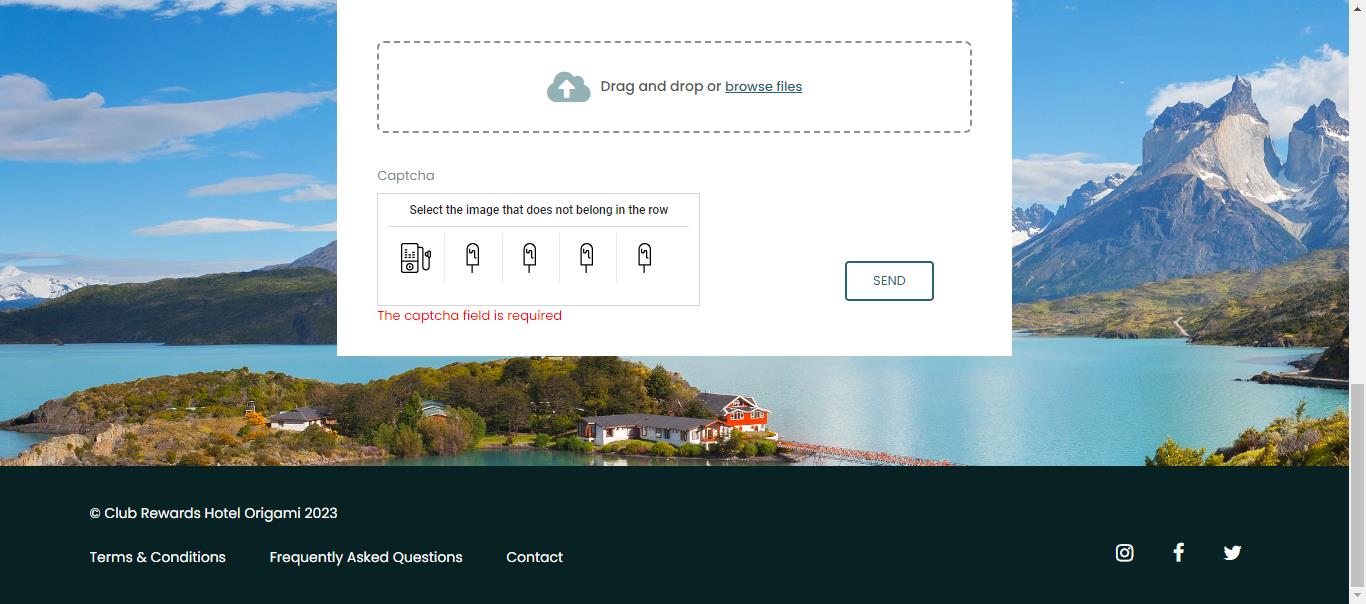 Drag and drop or browse files
Captcha
Select the image that does not belong in the row
SEND
The captcha field is required
© Club Rewards Hotel Origami 2023
Terms & Conditions Frequently Asked Questions Contact